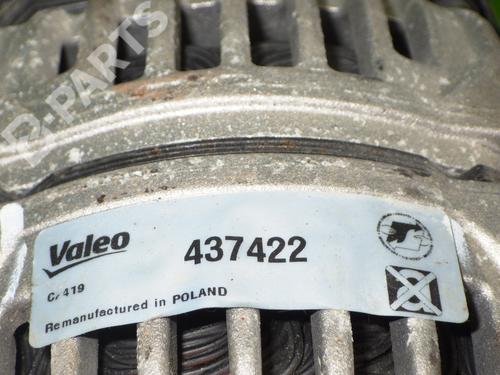 B-PARTS
Valeo
437422
C/419
Remanufactured in POLAND